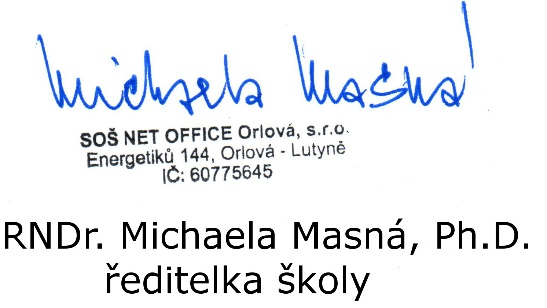 Michaela Masná
SOŠ NET OFFICE Orlová, s.r.o.
Energetiků 144, Orlová - Lutyně
IČ: 60775645
RNDr. Michaela Masná, Ph.D.
ředitelka školy